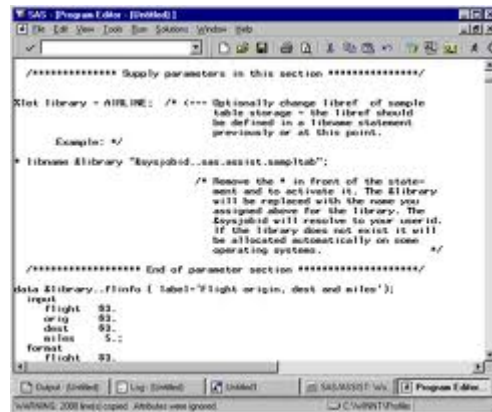 SAS - [Program Editor - (Untitled)]
File Edit View Tools Run Solutions Window Help
/************** Supply parameters in this section ***************/
%let library = AIRLINE; /* <--- Optionally change libref of sample
table storage - the libref should
be defined in a libname statement
previously or at this point.
Example: */
* libname &library "&sysjobid..sas.assist.sampltab";
/* Remove the * in front of the state-
ment and to activate it. The &library
will be replaced with the name you
assigned above for the library. The
&sysjobid will resolve to your userid.
If the library does not exist it will
be allocated automatically on some
operating systems. */
/***************** End of parameter section *****************/
data &library..flinfo ( label='Flight origin, dest and miles');
input
flight $3.
orig $3.
dest $3.
miles 5.;
format
flight $3.
Output - (Untitled) Log - (Untitled) Untitled1 SAS/ASSIST: Wo... Program Editor...
WARNING: 2008 line(s) copied. Attributes were ignored. C:\WINNT\Profile